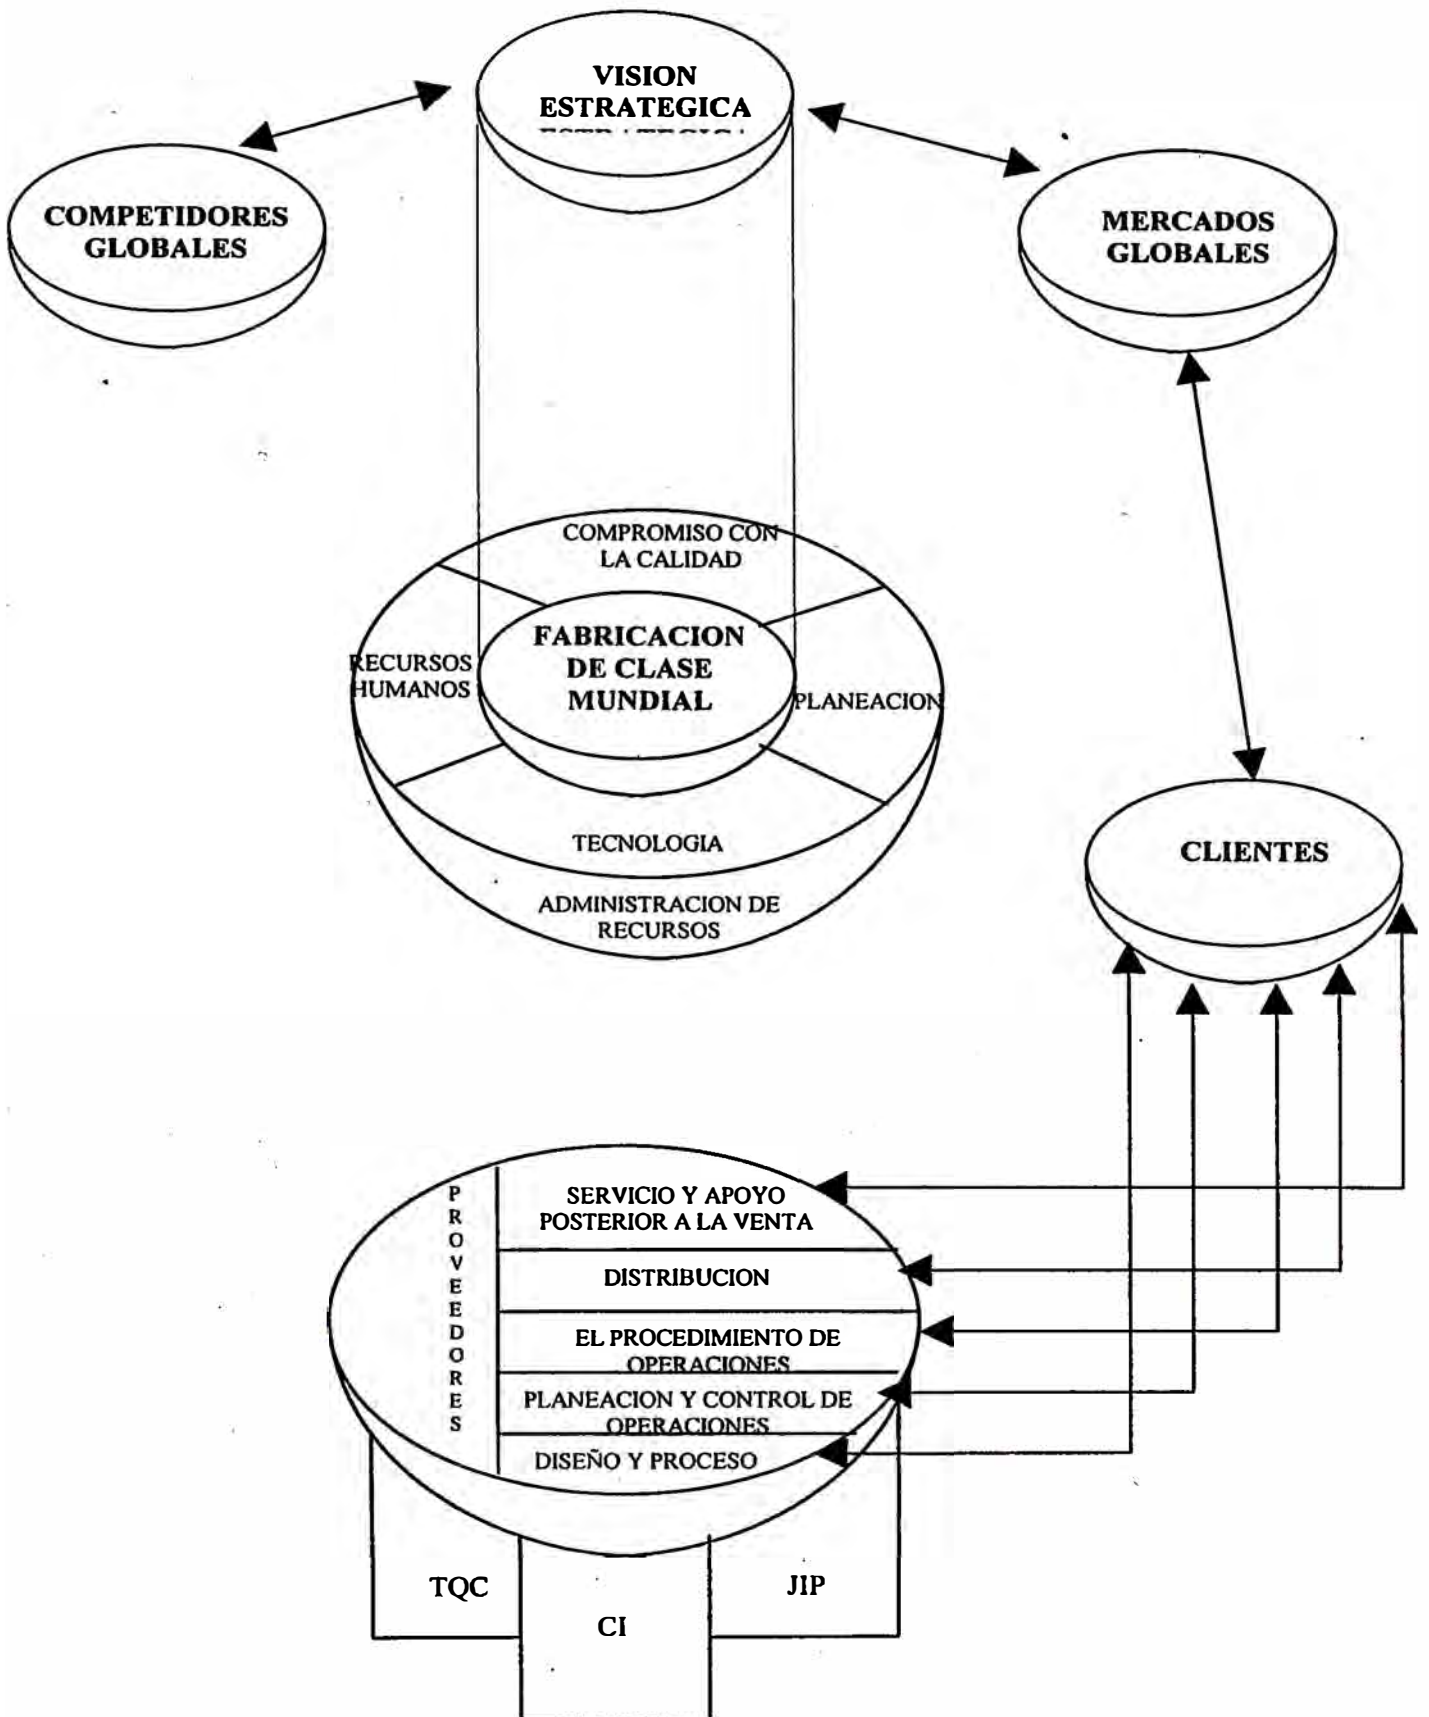 VISION
ESTRATEGICA
COMPETIDORES
GLOBALES
MERCADOS
GLOBALES
COMPROMISO CON
LA CALIDAD
FABRICACION
DE CLASE
MUNDIAL
RECURSOS
HUMANOS
PLANEACION
TECNOLOGIA
ADMINISTRACION DE
RECURSOS
CLIENTES
PROVEEDORES
SERVICIO Y APOYO
POSTERIOR A LA VENTA
DISTRIBUCION
EL PROCEDIMIENTO DE
OPERACIONES
PLANEACION Y CONTROL DE
OPERACIONES
DISEÑO Y PROCESO
TQC
CI
JIP